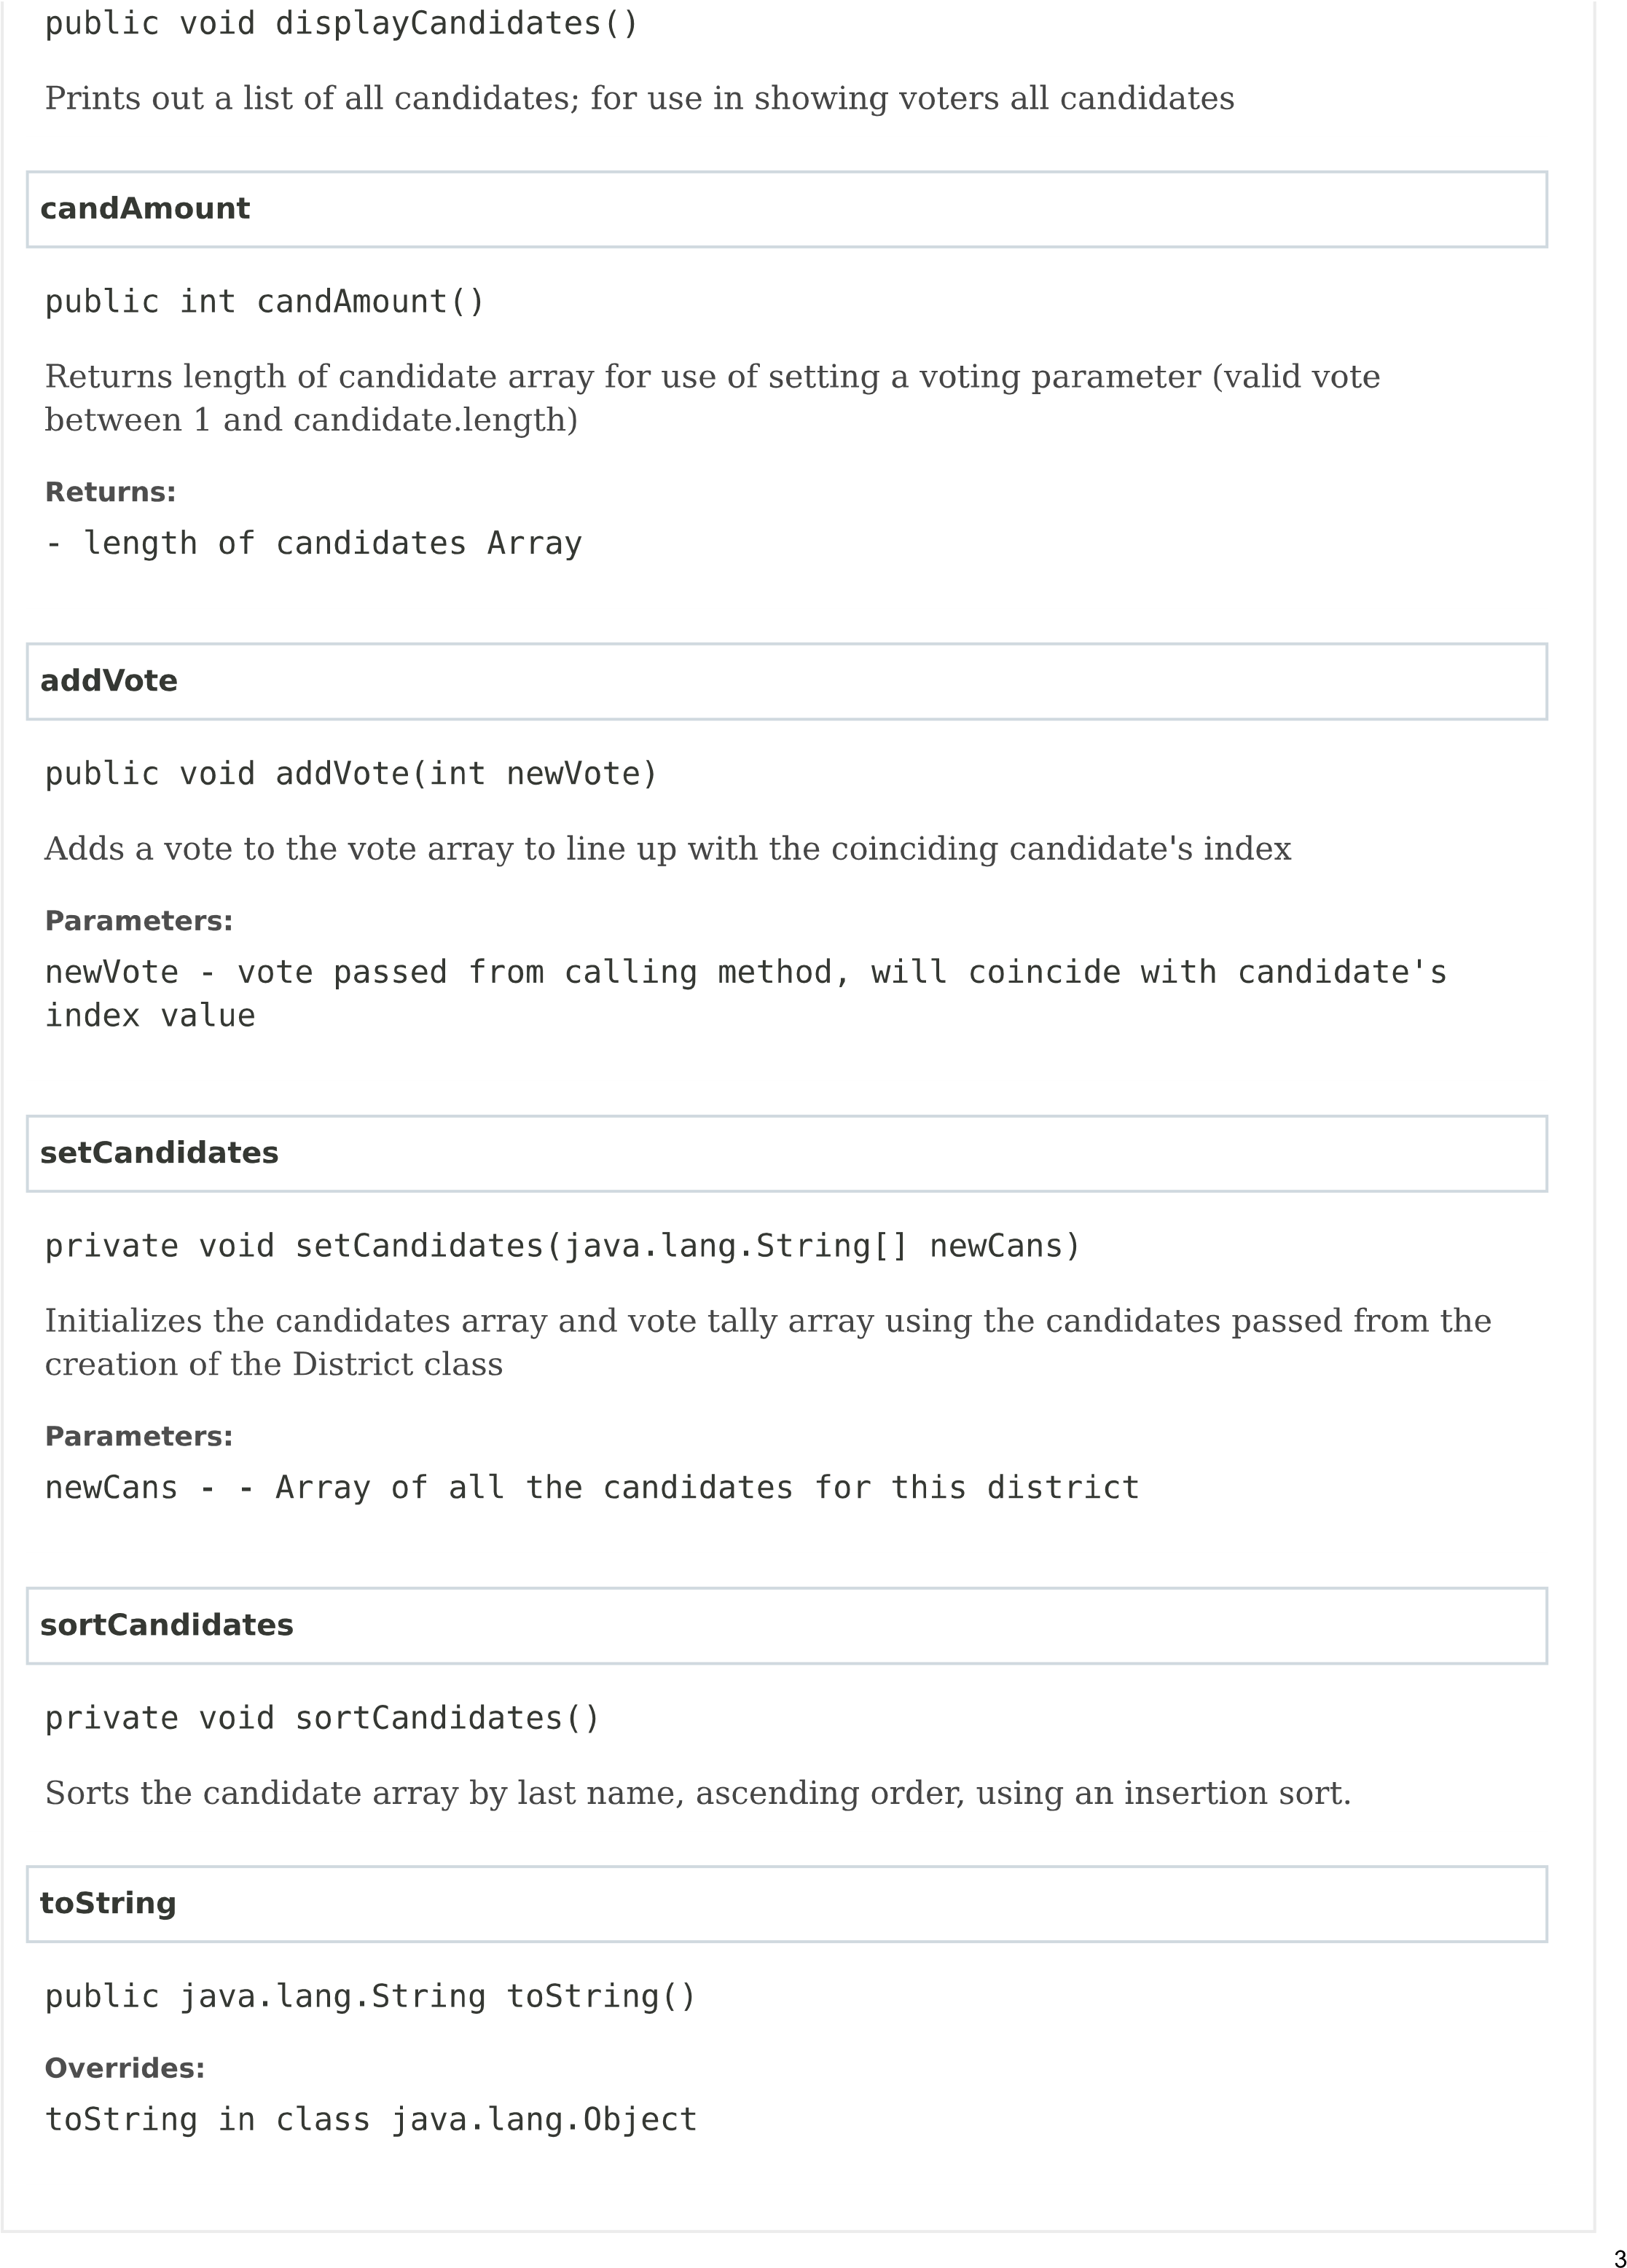 public void displayCandidates()
Prints out a list of all candidates; for use in showing voters all candidates
candAmount
public int candAmount()
Returns length of candidate array for use of setting a voting parameter (valid vote
between 1 and candidate.length)
Returns:
- length of candidates Array
addVote
public void addVote(int newVote)
Adds a vote to the vote array to line up with the coinciding candidate's index
Parameters:
newVote - vote passed from calling method, will coincide with candidate's
index value
setCandidates
private void setCandidates(java.lang.String[] newCans)
Initializes the candidates array and vote tally array using the candidates passed from the
creation of the District class
Parameters:
newCans - - Array of all the candidates for this district
sortCandidates
private void sortCandidates()
Sorts the candidate array by last name, ascending order, using an insertion sort.
toString
public java.lang.String toString()
Overrides:
toString in class java.lang.Object
3